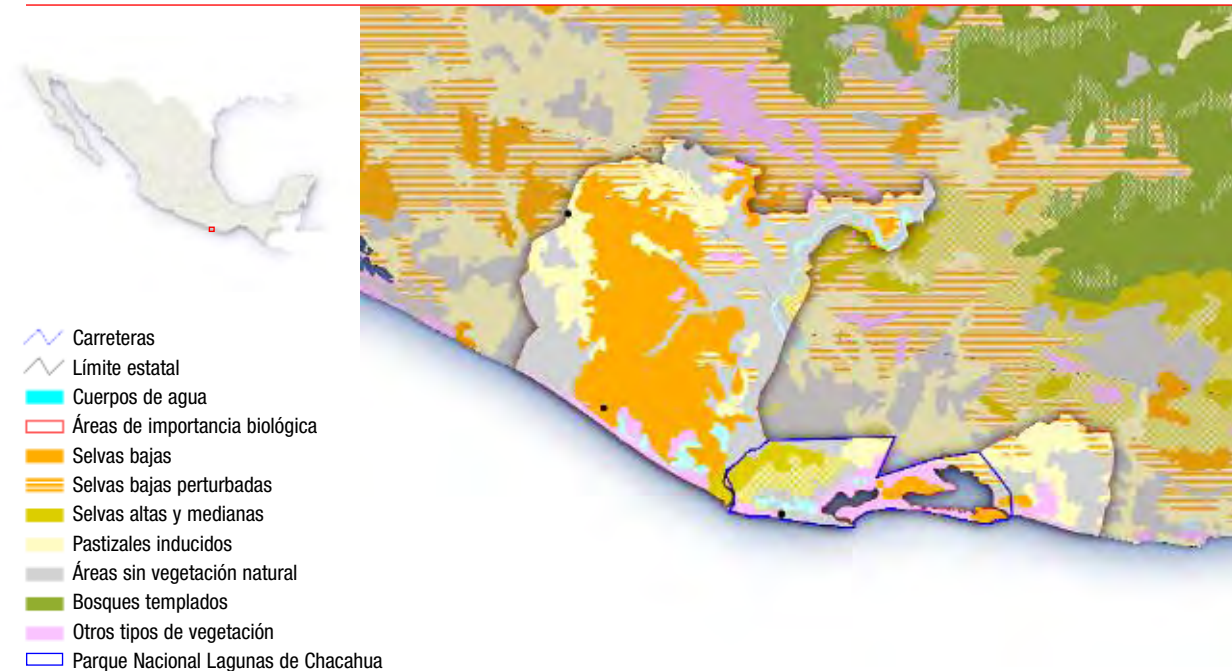 Carreteras
Límite estatal
Cuerpos de agua
Áreas de importancia biológica
Selvas bajas
Selvas bajas perturbadas
Selvas altas y medianas
Pastizales inducidos
Áreas sin vegetación natural
Bosques templados
Otros tipos de vegetación
Parque Nacional Lagunas de Chacahua